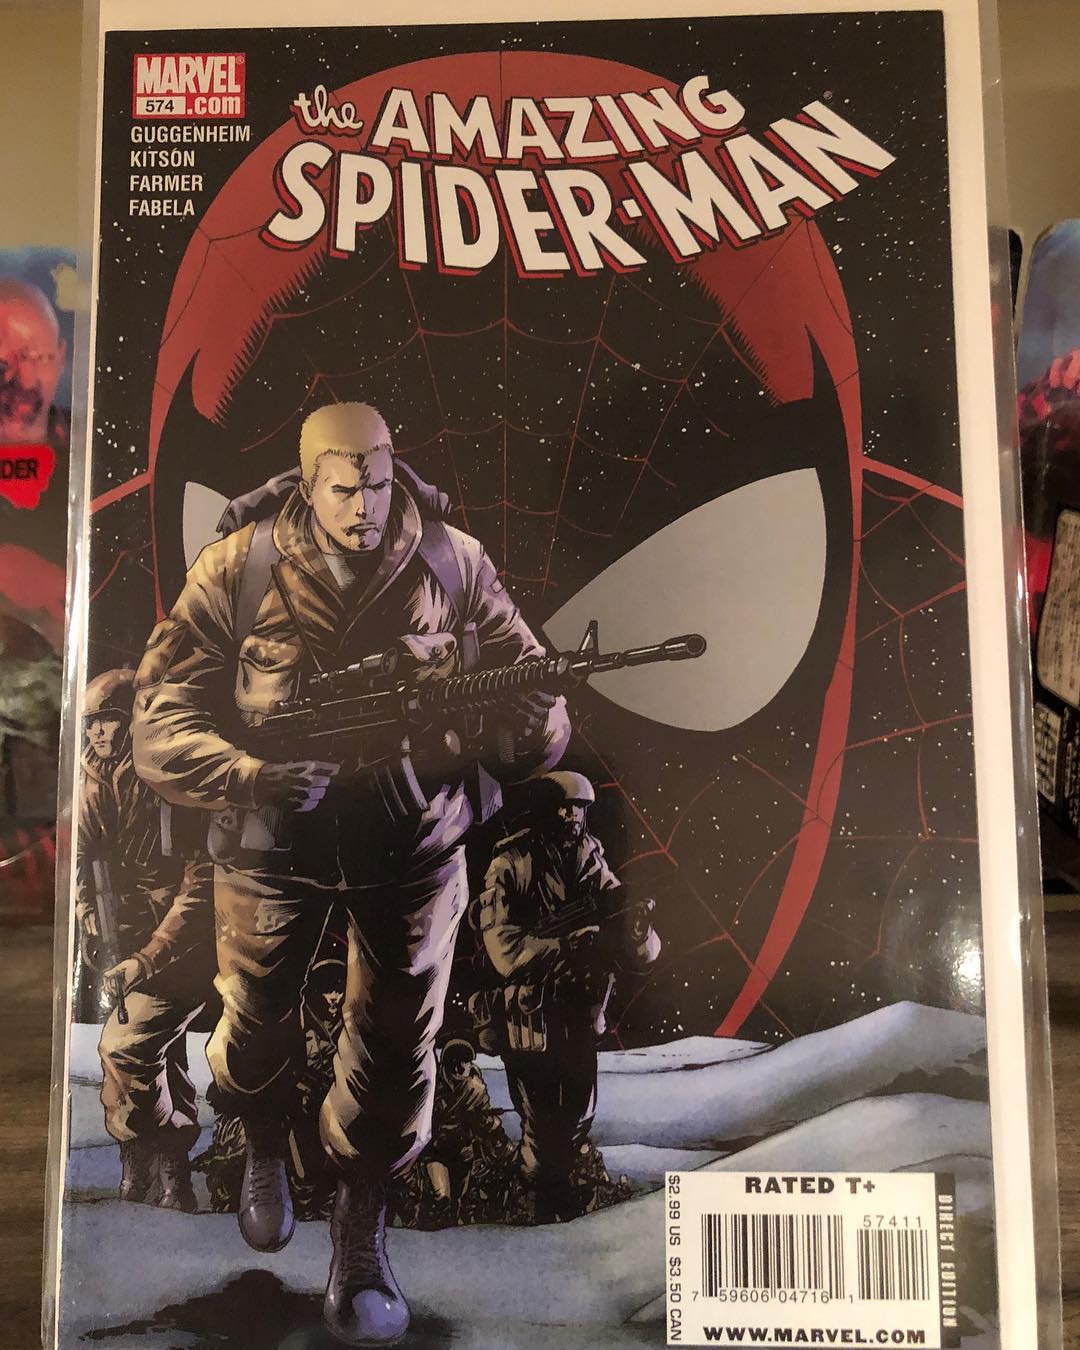 MARVEL
574 .com
GUGGENHEIM
KITSON
FARMER
FABELA
the AMAZING
SPIDER-MAN
DER
RATED T+
$2.99 US $3.50 CAN
57411
7 59606 04716 1
DIRECT EDITION
WWW.MARVEL.COM